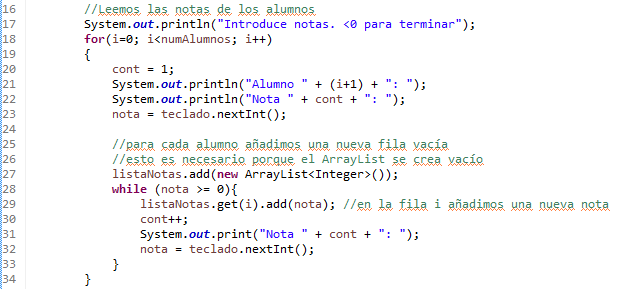 16 //Leemos las notas de los alumnos
17 System.out.println("Introduce notas. <0 para terminar");
18 for(i=0; i<numAlumnos; i++)
19 {
20 cont = 1;
21 System.out.println("Alumno " + (i+1) + ": ");
22 System.out.println("Nota " + cont + ": ");
23 nota = teclado.nextInt();
24
25 //para cada alumno añadimos una nueva fila vacía
26 //esto es necesario porque el ArrayList se crea vacío
27 listaNotas.add(new ArrayList<Integer>());
28 while (nota >= 0){
29 listaNotas.get(i).add(nota); //en la fila i añadimos una nueva nota
30 cont++;
31 System.out.print("Nota " + cont + ": ");
32 nota = teclado.nextInt();
33 }
34 }